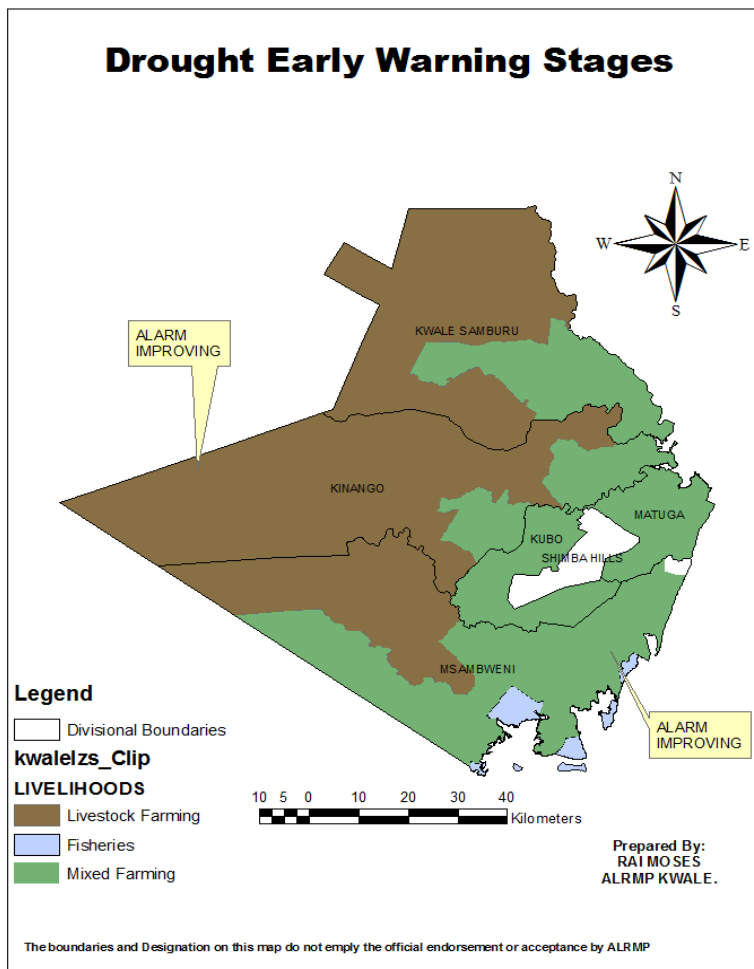 Drought Early Warning Stages
N
W
E
S
ALARM
IMPROVING
KWALE SAMBURU
KINANGO
MATUGA
KUBO
SHIMBA HILLS
MSAMBWENI
ALARM
IMPROVING
Legend
Divisional Boundaries
kwalelzs_Clip
LIVELIHOODS
Livestock Farming
Fisheries
Mixed Farming
10 5 0 10 20 30 40
Kilometers
Prepared By:
RAI MOSES
ALRMP KWALE.
The boundaries and Designation on this map do not emply the official endorsement or acceptance by ALRMP